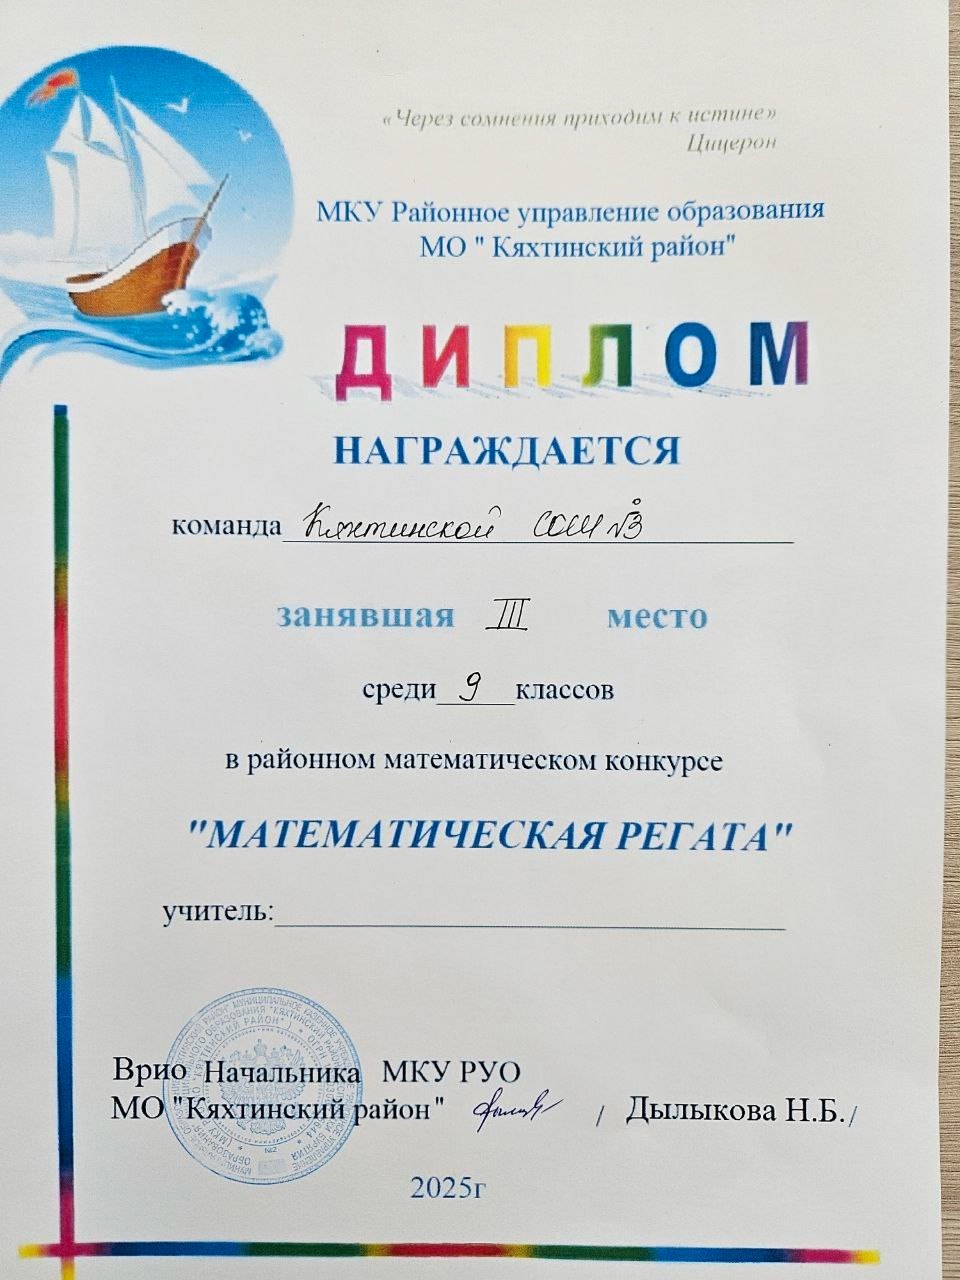 «Через сомнения приходим к истине»
Цицерон
МКУ Районное управление образования
МО " Кяхтинский район"
ДИПЛОМ
НАГРАЖДАЕТСЯ
команда Кяхтинской СОШ №3
занявшая III место
среди 9 классов
в районном математическом конкурсе
"МАТЕМАТИЧЕСКАЯ РЕГАТА"
учитель:
Врио Начальника МКУ РУО
МО "Кяхтинский район" / Дылыкова Н.Б./
2025г